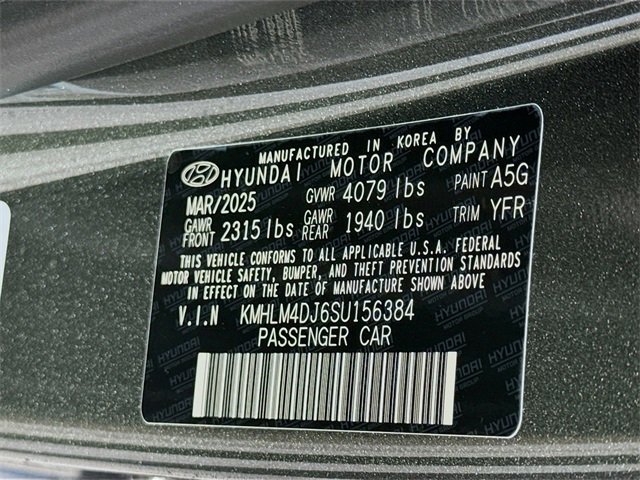 MANUFACTURED IN KOREA BY
HYUNDAI MOTOR COMPANY
MAR/2025 GVWR 4079 lbs PAINT A5G
GAWR FRONT 2315 lbs GAWR REAR 1940 lbs TRIM YFR
THIS VEHICLE CONFORMS TO ALL APPLICABLE U.S.A. FEDERAL
MOTOR VEHICLE SAFETY, BUMPER, AND THEFT PREVENTION STANDARDS
IN EFFECT ON THE DATE OF MANUFACTURE SHOWN ABOVE
V.I.N KMHLM4DJ6SU156384
PASSENGER CAR